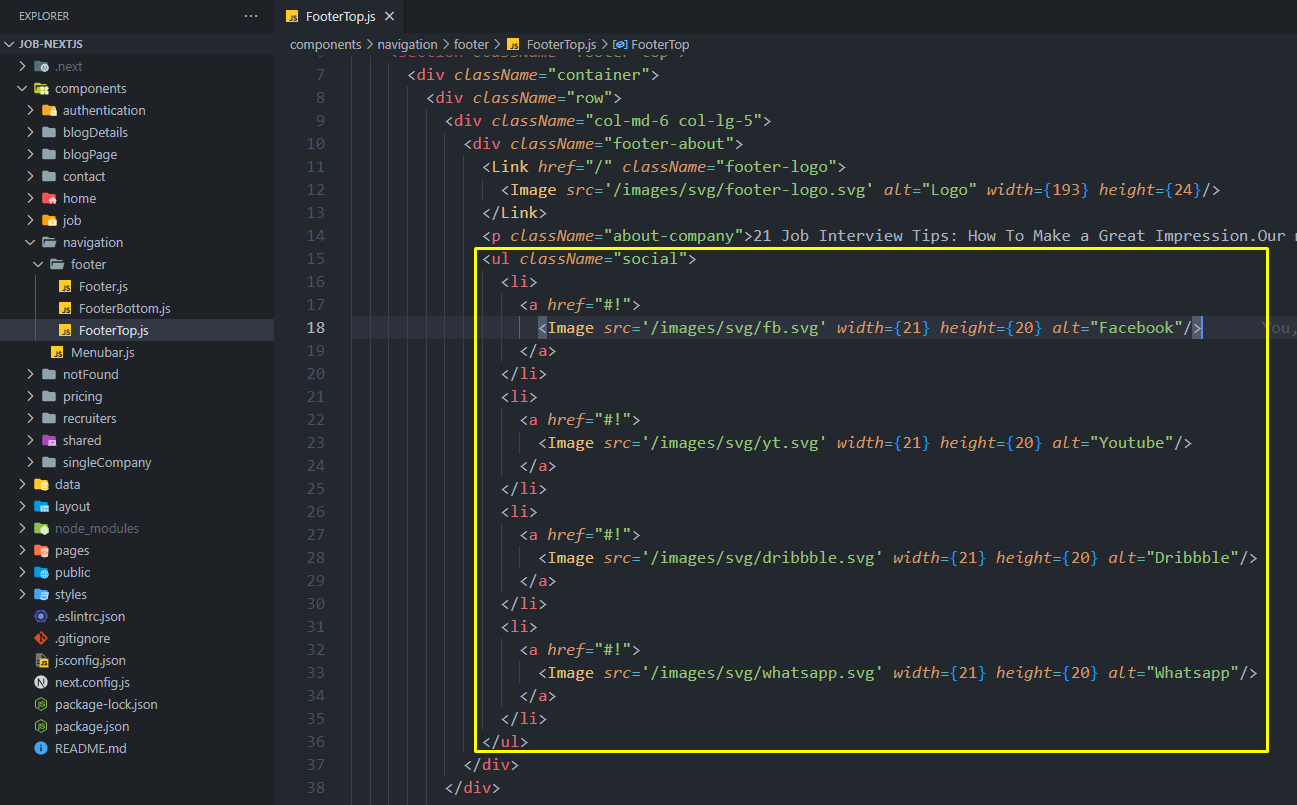 EXPLORER
...
JOB-NEXTJS
.next
components
authentication
blogDetails
blogPage
contact
home
job
navigation
footer
Footer.js
FooterBottom.js
FooterTop.js
Menubar.js
notFound
pricing
recruiters
shared
singleCompany
data
layout
node_modules
pages
public
styles
.eslintrc.json
.gitignore
jsconfig.json
next.config.js
package-lock.json
package.json
README.md
JS FooterTop.js
components > navigation > footer > JS FooterTop.js > FooterTop
7 <div className="container">
8 <div className="row">
9 <div className="col-md-6 col-lg-5">
10 <div className="footer-about">
11 <Link href="/" className="footer-logo">
12 <Image src='/images/svg/footer-logo.svg' alt="Logo" width={193} height={24}/>
13 </Link>
14 <p className="about-company">21 Job Interview Tips: How To Make a Great Impression.Our
15 <ul className="social">
16 <li>
17 <a href="#!">
18 <Image src='/images/svg/fb.svg' width={21} height={20} alt="Facebook"/> You,
19 </a>
20 </li>
21 <li>
22 <a href="#!">
23 <Image src='/images/svg/yt.svg' width={21} height={20} alt="Youtube"/>
24 </a>
25 </li>
26 <li>
27 <a href="#!">
28 <Image src='/images/svg/dribbble.svg' width={21} height={20} alt="Dribbble"/>
29 </a>
30 </li>
31 <li>
32 <a href="#!">
33 <Image src='/images/svg/whatsapp.svg' width={21} height={20} alt="Whatsapp"/>
34 </a>
35 </li>
36 </ul>
37 </div>
38 </div>